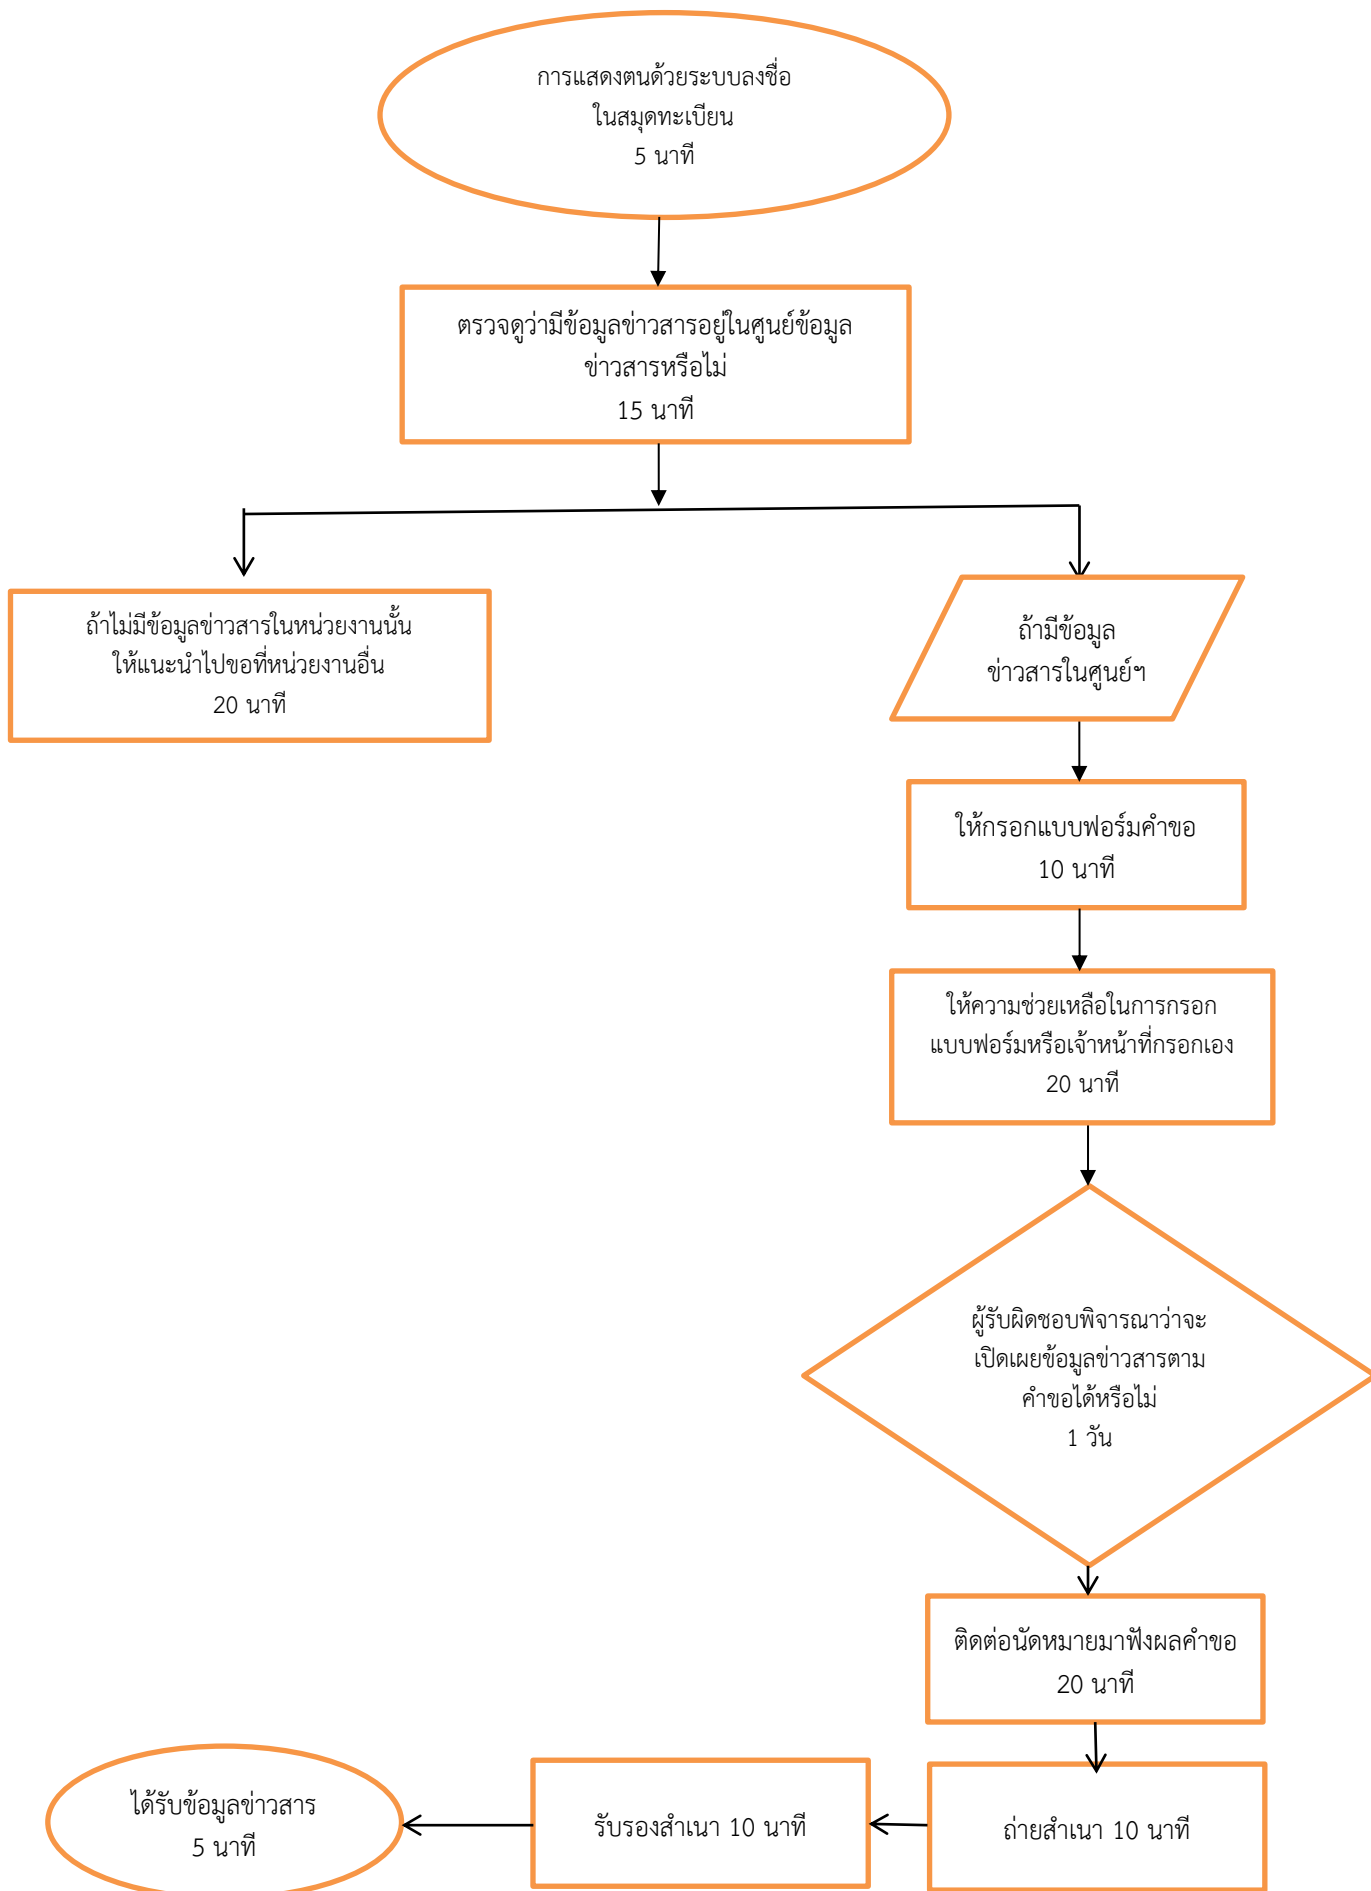 การแสดงตนด้วยระบบลงชื่อ
ในสมุดทะเบียน
5 นาที
ตรวจดูว่ามีข้อมูลข่าวสารอยู่ในศูนย์ข้อมูล
ข่าวสารหรือไม่
15 นาที
ถ้าไม่มีข้อมูลข่าวสารในหน่วยงานนั้น
ให้แนะนำไปขอที่หน่วยงานอื่น
20 นาที
ถ้ามีข้อมูล
ข่าวสารในศูนย์ฯ
ให้กรอกแบบฟอร์มคำขอ
10 นาที
ให้ความช่วยเหลือในการกรอก
แบบฟอร์มหรือเจ้าหน้าที่กรอกเอง
20 นาที
ผู้รับผิดชอบพิจารณาว่าจะ
เปิดเผยข้อมูลข่าวสารตาม
คำขอได้หรือไม่
1 วัน
ติดต่อนัดหมายมาฟังผลคำขอ
20 นาที
ถ่ายสำเนา 10 นาที
รับรองสำเนา 10 นาที
ได้รับข้อมูลข่าวสาร
5 นาที